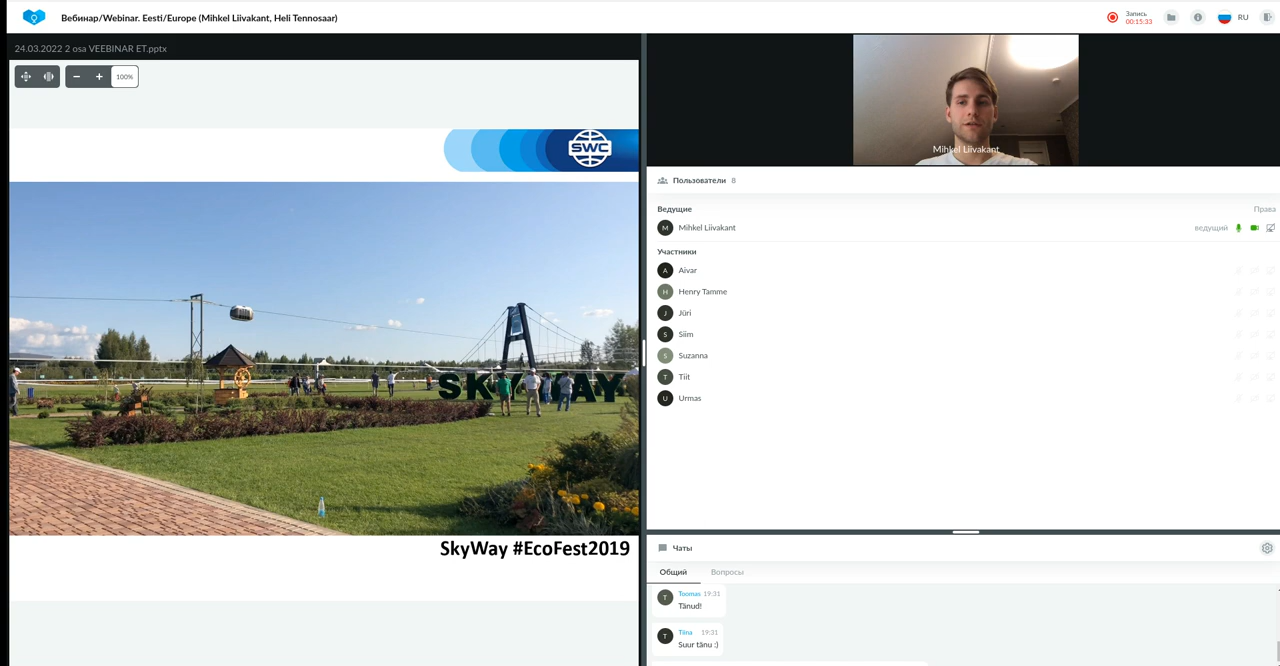 Вебинар/Webinar. Eesti/Europe (Mihkel Liivakant, Heli Tennosaar)
Запись
00:15:33
RU
24.03.2022 2 osa VEEBINAR ET.pptx
100%
SWC
SKYWAY
SkyWay #EcoFest2019
Mihkel Liivakant
Пользователи 8
Ведущие
Права
M
Mihkel Liivakant
ведущий
Участники
A
Aivar
H
Henry Tamme
J
Jüri
S
Siim
S
Suzanna
T
Tiit
U
Urmas
Чаты
Общий
Вопросы
T
Toomas 19:31
Tänud!
T
Tiina 19:31
Suur tänu :)